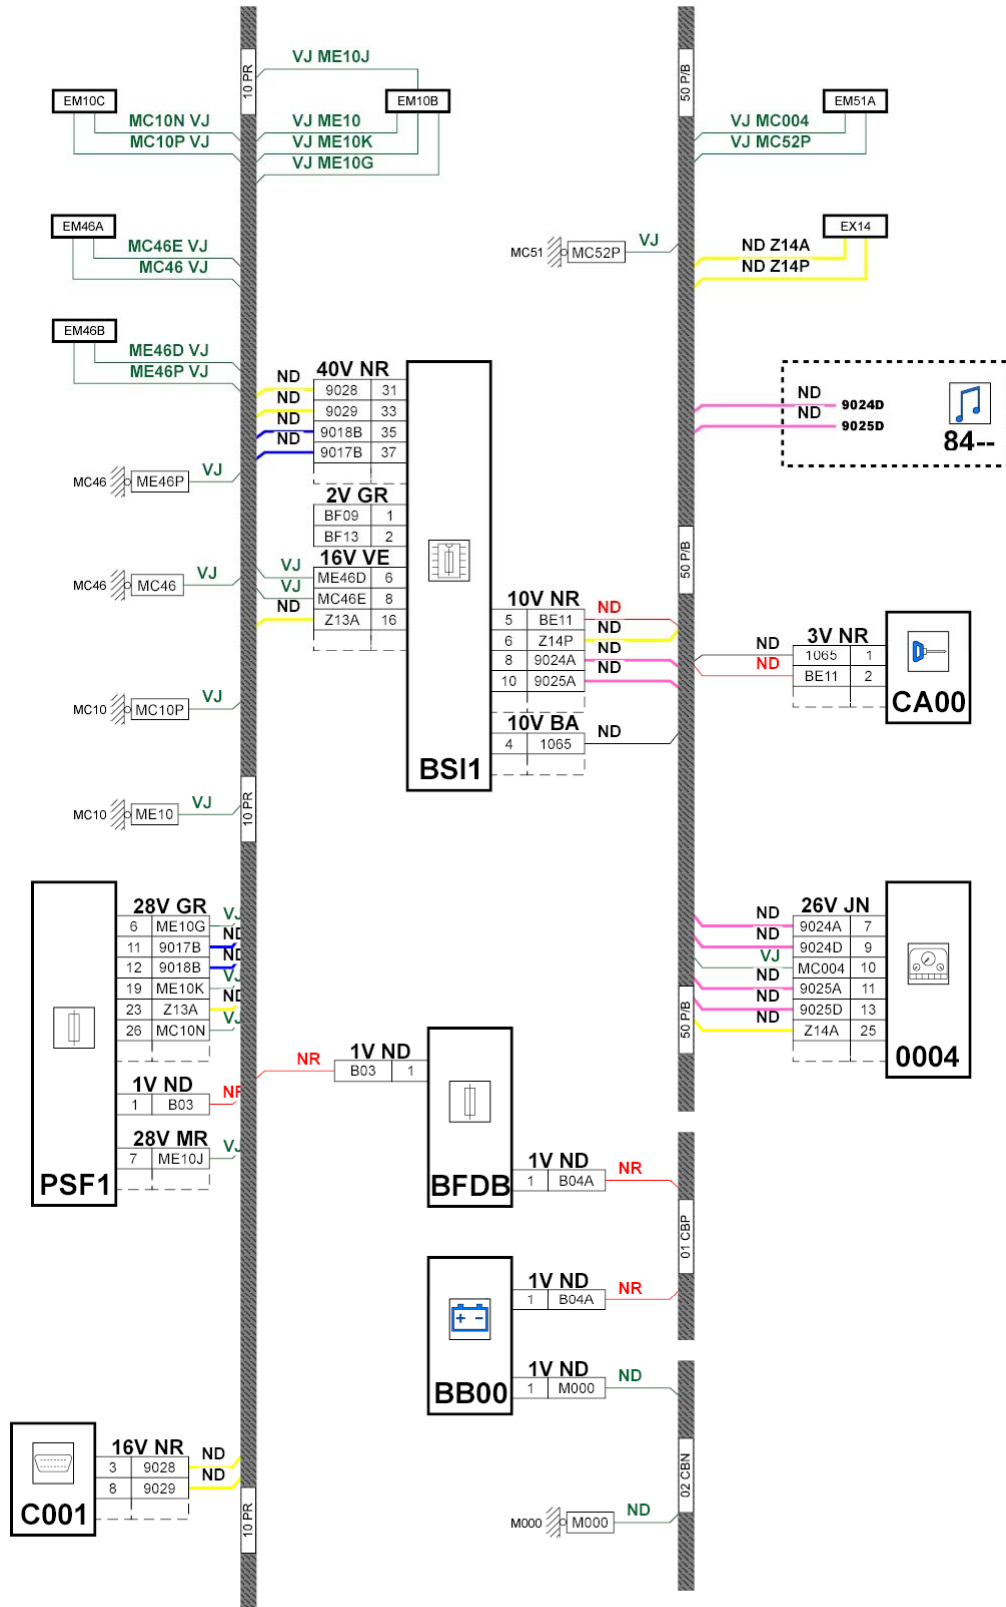 VJ ME10J
10 PR
50 P/B
EM10C
EM10B
EM51A
MC10N VJ
VJ ME10
VJ MC004
MC10P VJ
VJ ME10K
VJ MC52P
VJ ME10G
EM46A
EX14
MC46E VJ
MC51
MC52P
VJ
ND Z14A
MC46 VJ
ND Z14P
EM46B
ME46D VJ
ME46P VJ
40V NR
ND 9028 31
ND 9029 33
ND 9018B 35
ND 9017B 37
ND 9024D
ND 9025D
84--
MC46 ME46P VJ
2V GR
BF09 1
BF13 2
50 P/B
16V VE
VJ ME46D 6
VJ MC46E 8
ND Z13A 16
MC46 MC46 VJ
10V NR
5 BE11 ND
6 Z14P ND
8 9024A ND
10 9025A ND
3V NR
ND 1065 1
ND BE11 2
CA00
MC10 MC10P VJ
10V BA
4 1065 ND
BSI1
10 PR
MC10 ME10 VJ
28V GR
6 ME10G VJ
11 9017B ND
12 9018B ND
19 ME10K VJ
23 Z13A ND
26 MC10N VJ
26V JN
ND 9024A 7
ND 9024D 9
VJ MC004 10
ND 9025A 11
ND 9025D 13
ND Z14A 25
0004
50 P/B
1V ND
NR B03 1
1V ND
1 B03 NR
28V MR
7 ME10J VJ
PSF1
1V ND
1 B04A NR
BFDB
01 CBP
1V ND
1 B04A NR
1V ND
1 M000 ND
BB00
16V NR
3 9028 ND
8 9029 ND
C001
02 CBN
10 PR
M000 M000 ND